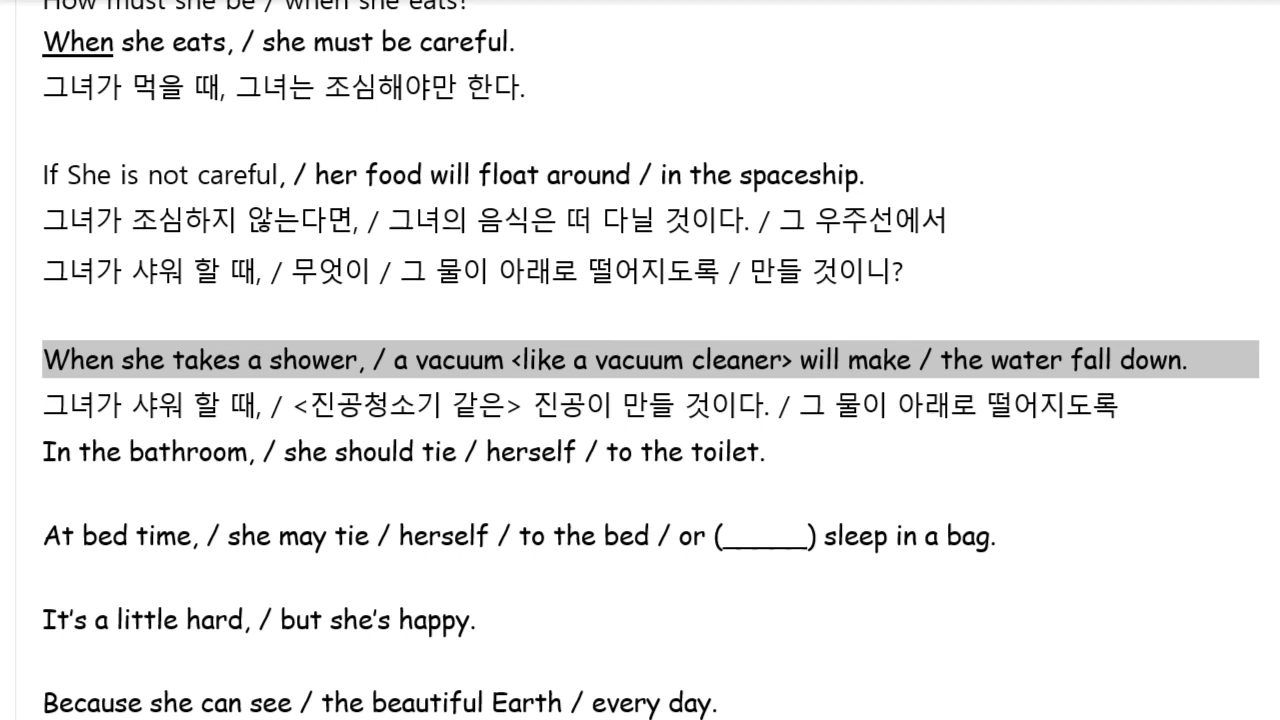 How must she be / when she eats?
When she eats, / she must be careful.
그녀가 먹을 때, 그녀는 조심해야만 한다.
If She is not careful, / her food will float around / in the spaceship.
그녀가 조심하지 않는다면, / 그녀의 음식은 떠 다닐 것이다. / 그 우주선에서
그녀가 샤워 할 때, / 무엇이 / 그 물이 아래로 떨어지도록 / 만들 것이니?
When she takes a shower, / a vacuum <like a vacuum cleaner> will make / the water fall down.
그녀가 샤워 할 때, / <진공청소기 같은> 진공이 만들 것이다. / 그 물이 아래로 떨어지도록
In the bathroom, / she should tie / herself / to the toilet.
At bed time, / she may tie / herself / to the bed / or (______) sleep in a bag.
It's a little hard, / but she's happy.
Because she can see / the beautiful Earth / every day.